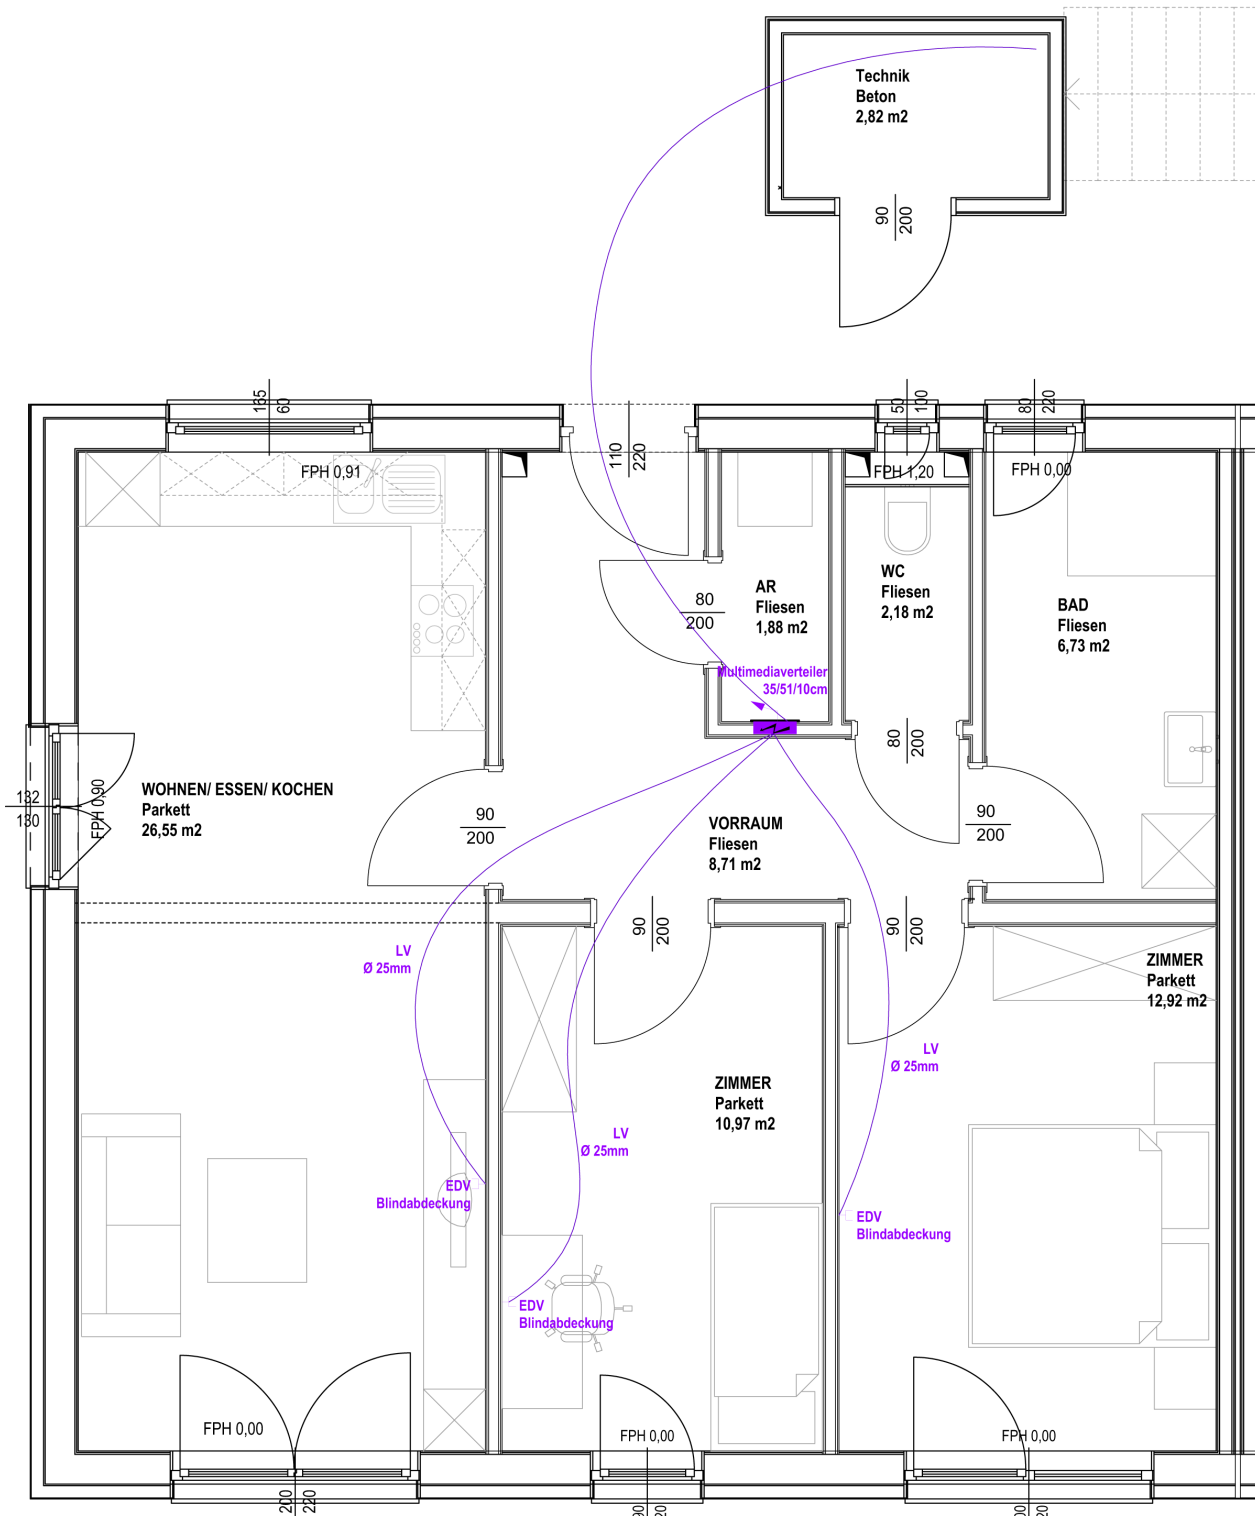 Technik
Beton
2,82 m2
90
200
165
60
110
220
50
100
80
220
FPH 0,91
FPH 1,20
FPH 0,00
WC
Fliesen
2,18 m2
AR
Fliesen
1,88 m2
80
200
BAD
Fliesen
6,73 m2
Multimediaverteiler
35/51/10cm
80
200
132
130
FPH 0,90
WOHNEN/ ESSEN/ KOCHEN
Parkett
26,55 m2
90
200
VORRAUM
Fliesen
8,71 m2
90
200
90
200
90
200
LV
Ø 25mm
ZIMMER
Parkett
12,92 m2
LV
Ø 25mm
ZIMMER
Parkett
10,97 m2
LV
Ø 25mm
EDV
Blindabdeckung
EDV
Blindabdeckung
EDV
Blindabdeckung
FPH 0,00
FPH 0,00
FPH 0,00
200
220